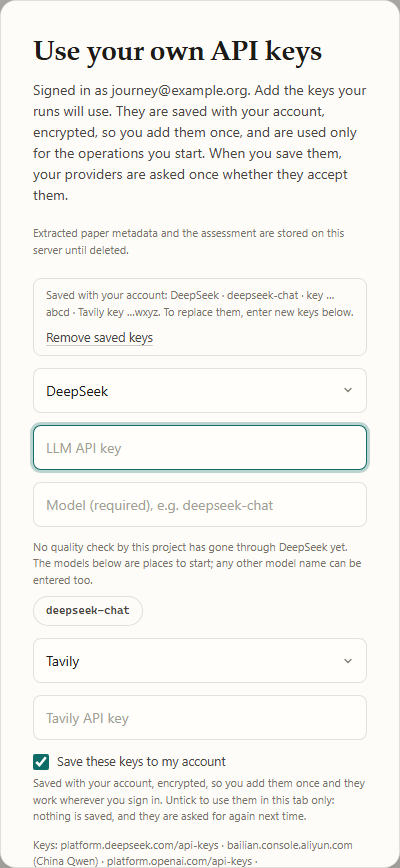 Use your own API keys
Signed in as journey@example.org. Add the keys your
runs will use. They are saved with your account,
encrypted, so you add them once, and are used only
for the operations you start. When you save them,
your providers are asked once whether they accept
them.
Extracted paper metadata and the assessment are stored on this
server until deleted.
Saved with your account: DeepSeek · deepseek-chat · key …
abcd · Tavily key …wxyz. To replace them, enter new keys below.
Remove saved keys
DeepSeek
LLM API key
Model (required), e.g. deepseek-chat
No quality check by this project has gone through DeepSeek yet.
The models below are places to start; any other model name can be
entered too.
deepseek-chat
Tavily
Tavily API key
Save these keys to my account
Saved with your account, encrypted, so you add them once and they
work wherever you sign in. Untick to use them in this tab only:
nothing is saved, and they are asked for again next time.
Keys: platform.deepseek.com/api-keys · bailian.console.aliyun.com
(China Qwen) · platform.openai.com/api-keys ·